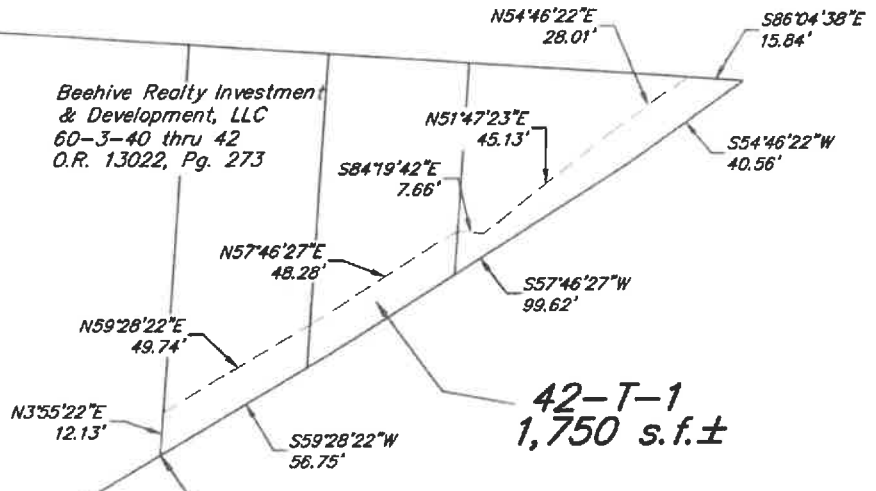 N54°46'22"E
28.01'
S86°04'38"E
15.84'
Beehive Realty Investment
& Development, LLC
60-3-40 thru 42
O.R. 13022, Pg. 273
N51°47'23"E
45.13'
S54°46'22"W
40.56'
S84°19'42"E
7.66'
N57°46'27"E
48.28'
S57°46'27"W
99.62'
N59°28'22"E
49.74'
42-T-1
1,750 s.f.±
N3°55'22"E
12.13'
S59°28'22"W
56.75'